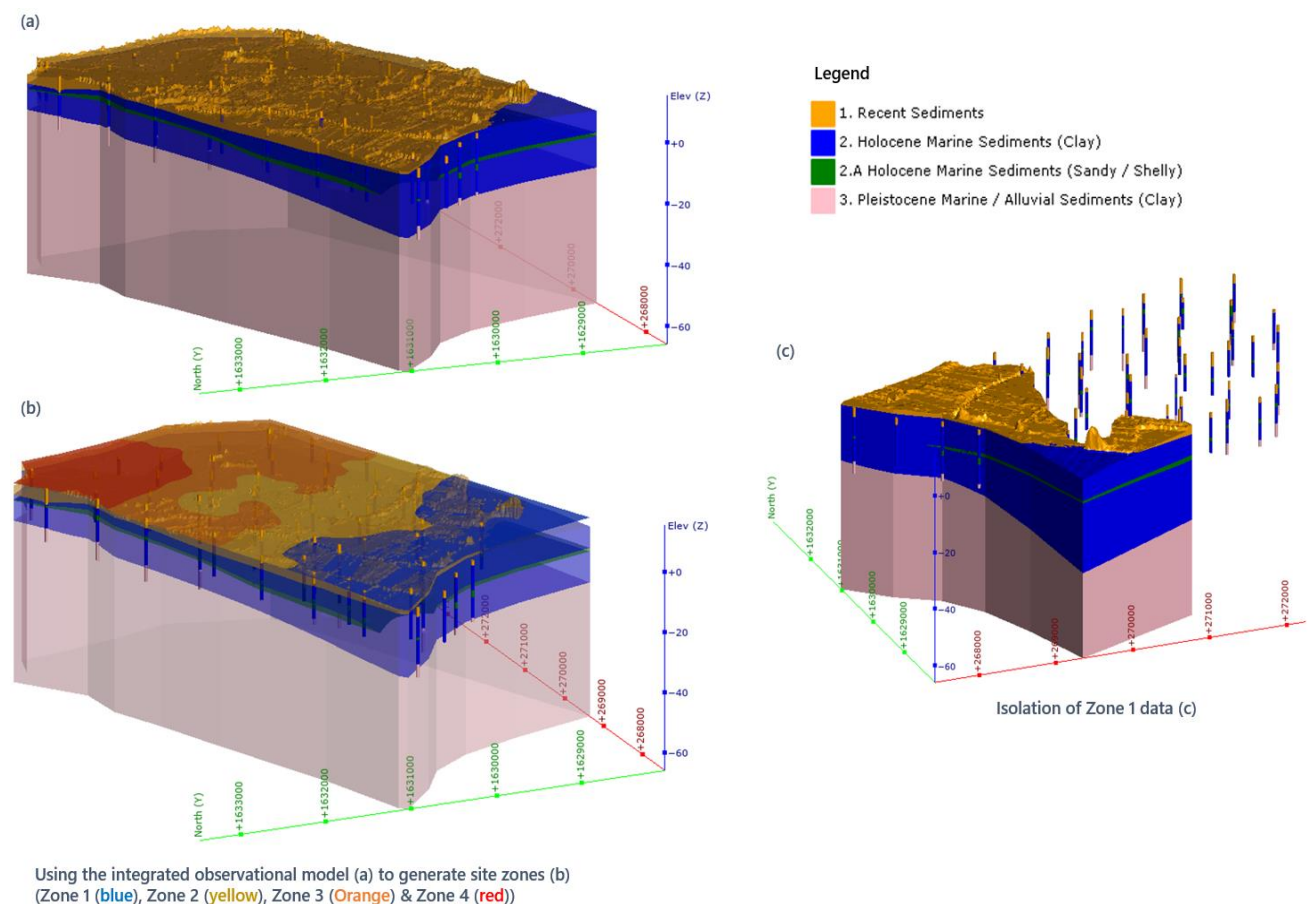 (a)
Legend
1. Recent Sediments
2. Holocene Marine Sediments (Clay)
2.A Holocene Marine Sediments (Sandy / Shelly)
3. Pleistocene Marine / Alluvial Sediments (Clay)
Elev (Z)
+0
-20
-40
-60
+272000
+270000
+268000
North (Y)
+1633000
+1632000
+1631000
+1630000
+1629000
(b)
Elev (Z)
+0
-20
-40
-60
+272000
+271000
+270000
+269000
+268000
North (Y)
+1633000
+1632000
+1631000
+1630000
+1629000
(c)
+0
-20
-40
-60
North (Y)
+1632000
+1631000
+1630000
+1629000
+268000
+269000
+270000
+271000
+272000
Isolation of Zone 1 data (c)
Using the integrated observational model (a) to generate site zones (b)
(Zone 1 (blue), Zone 2 (yellow), Zone 3 (Orange) & Zone 4 (red))